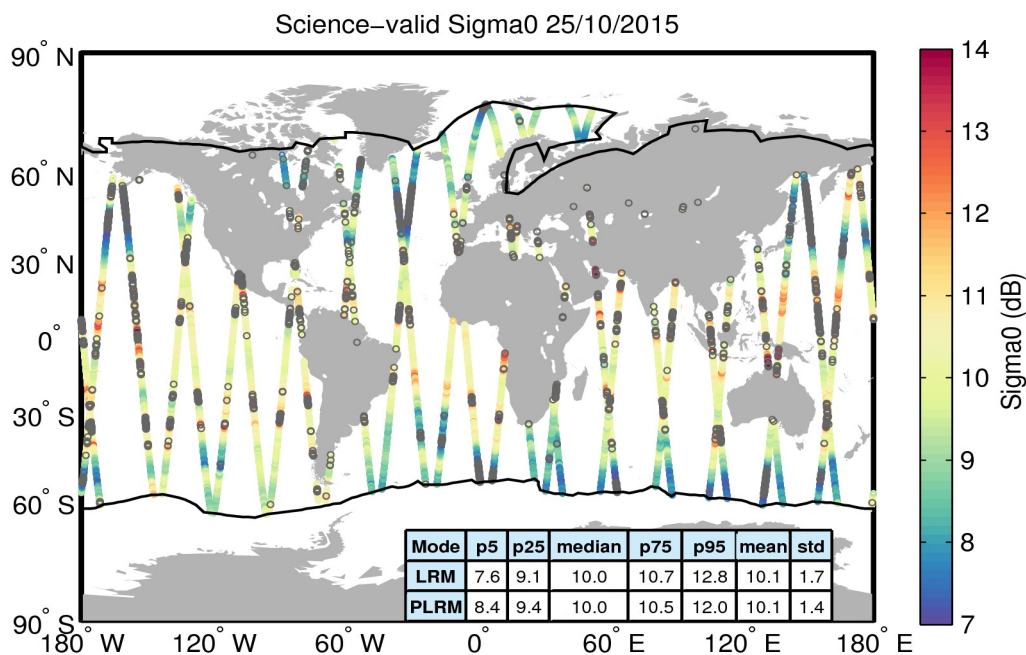 Science−valid Sigma0 25/10/2015
90° N
60° N
30° N
0°
30° S
60° S
90° S
180° W
120° W
60° W
0°
60° E
120° E
180° E
14
13
12
11
10
9
8
7
Sigma0 (dB)
Mode p5 p25 median p75 p95 mean std
LRM 7.6 9.1 10.0 10.7 12.8 10.1 1.7
PLRM 8.4 9.4 10.0 10.5 12.0 10.1 1.4